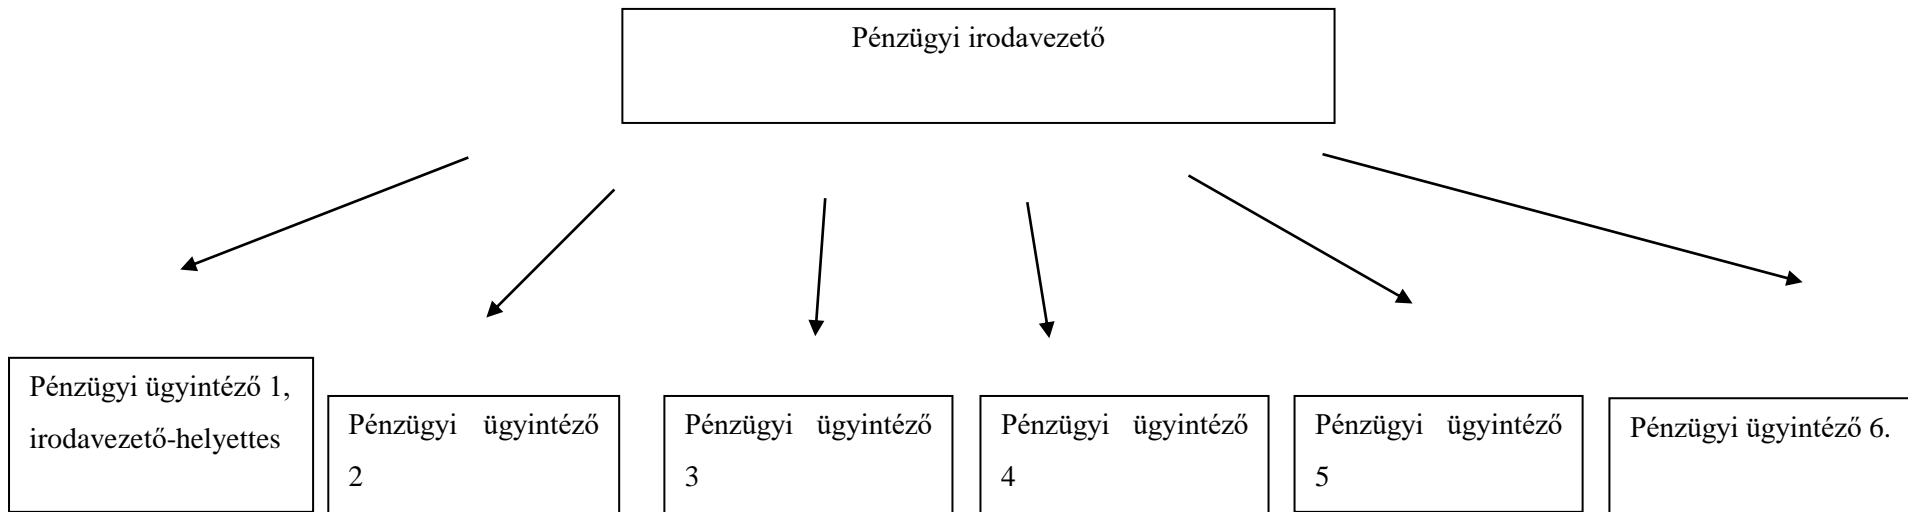 Pénzügyi irodavezető
Pénzügyi ügyintéző 1,
irodavezető-helyettes
Pénzügyi ügyintéző
2
Pénzügyi ügyintéző
3
Pénzügyi ügyintéző
4
Pénzügyi ügyintéző
5
Pénzügyi ügyintéző 6.